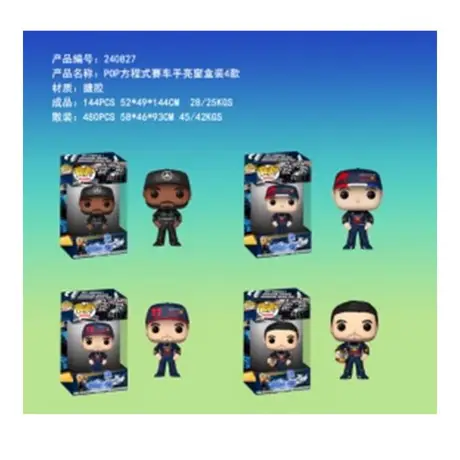 产品编号: 240827
产品名称: POP方程式赛车手亮窗盒装4款
材质: 搪胶
成品: 144PCS 52*49*144CM 28/25KGS
散装: 480PCS 58*46*93CM 45/42KGS